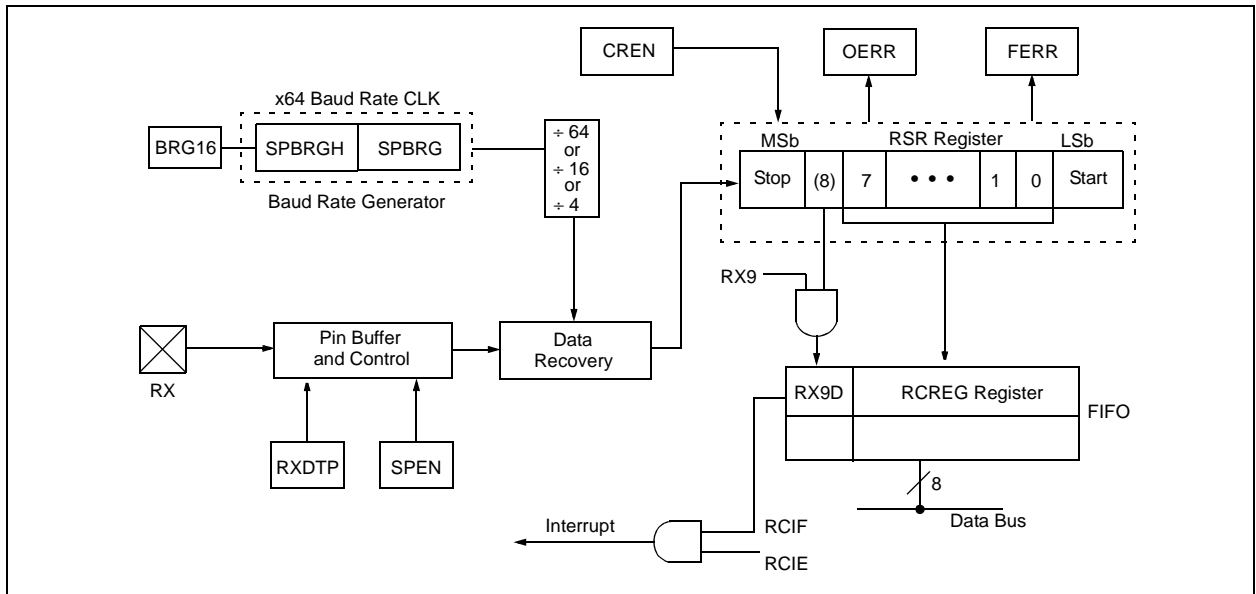 CREN
OERR
FERR
x64 Baud Rate CLK
BRG16
SPBRGH
SPBRG
Baud Rate Generator
÷ 64
or
÷ 16
or
÷ 4
MSb
RSR Register
LSb
Stop
(8)
7
• • •
1
0
Start
RX9
RX
Pin Buffer
and Control
Data
Recovery
RXDTP
SPEN
RX9D
RCREG Register
FIFO
8
Data Bus
Interrupt
RCIF
RCIE